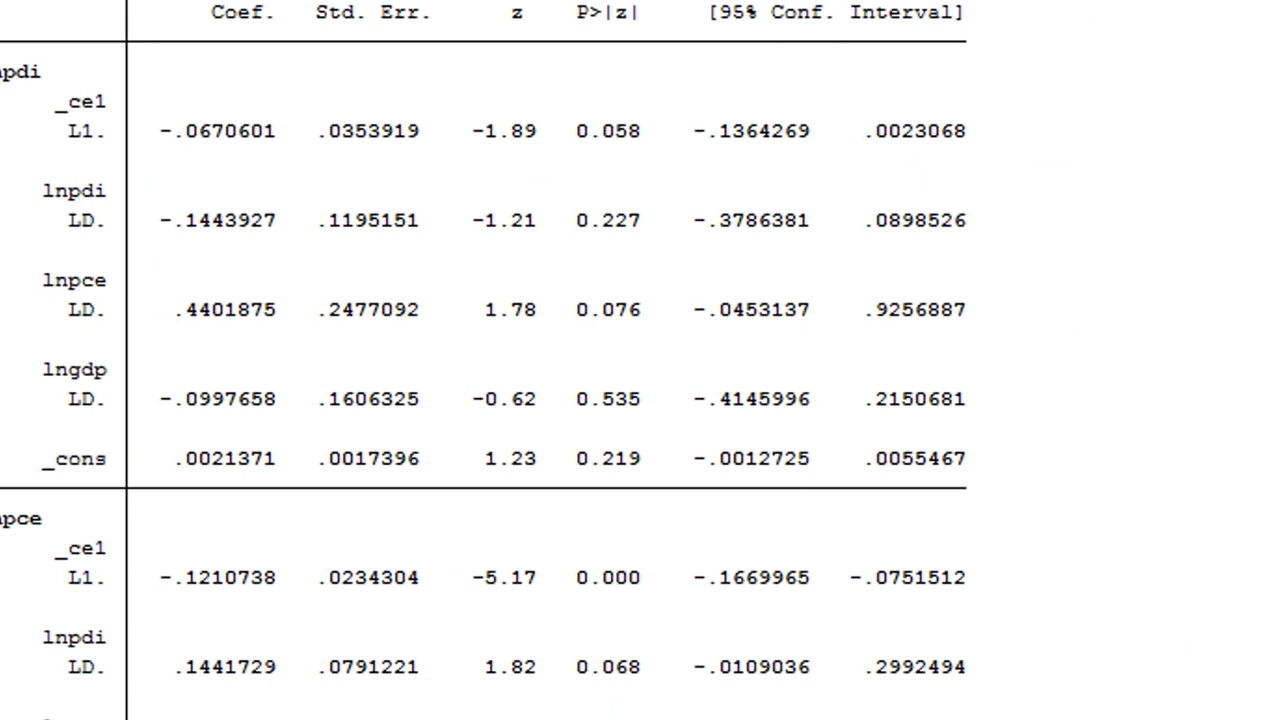 Coef. Std. Err. z P>|z| [95% Conf. Interval]
npdi
_ce1
L1. -.0670601 .0353919 -1.89 0.058 -.1364269 .0023068
lnpdi
LD. -.1443927 .1195151 -1.21 0.227 -.3786381 .0898526
lnpce
LD. .4401875 .2477092 1.78 0.076 -.0453137 .9256887
lngdp
LD. -.0997658 .1606325 -0.62 0.535 -.4145996 .2150681
_cons .0021371 .0017396 1.23 0.219 -.0012725 .0055467
npce
_ce1
L1. -.1210738 .0234304 -5.17 0.000 -.1669965 -.0751512
lnpdi
LD. .1441729 .0791221 1.82 0.068 -.0109036 .2992494